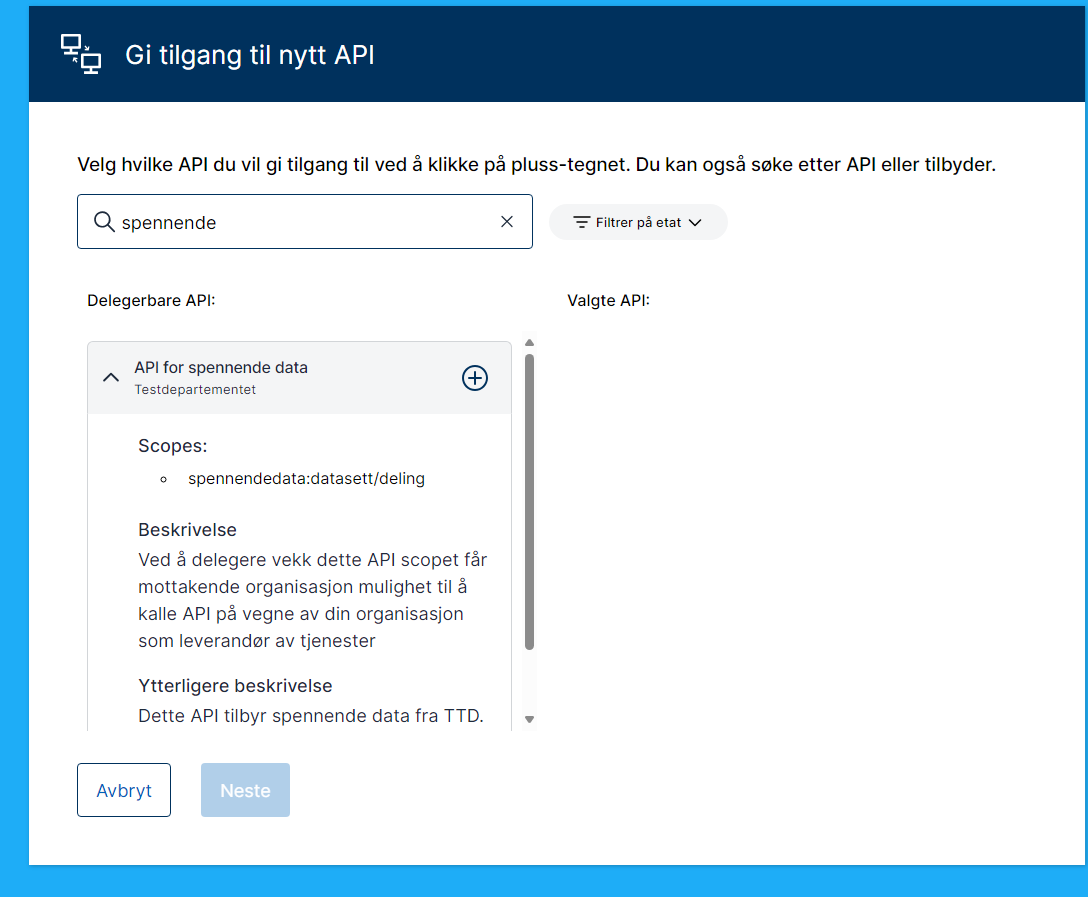 Gi tilgang til nytt API
Velg hvilke API du vil gi tilgang til ved å klikke på pluss-tegnet. Du kan også søke etter API eller tilbyder.
spennende
Filtrer på etat
Delegerbare API:
Valgte API:
API for spennende data
Testdepartementet
Scopes:
spennendedata:datasett/deling
Beskrivelse
Ved å delegere vekk dette API scopet får
mottakende organisasjon mulighet til å
kalle API på vegne av din organisasjon
som leverandør av tjenester
Ytterligere beskrivelse
Dette API tilbyr spennende data fra TTD.
Avbryt
Neste